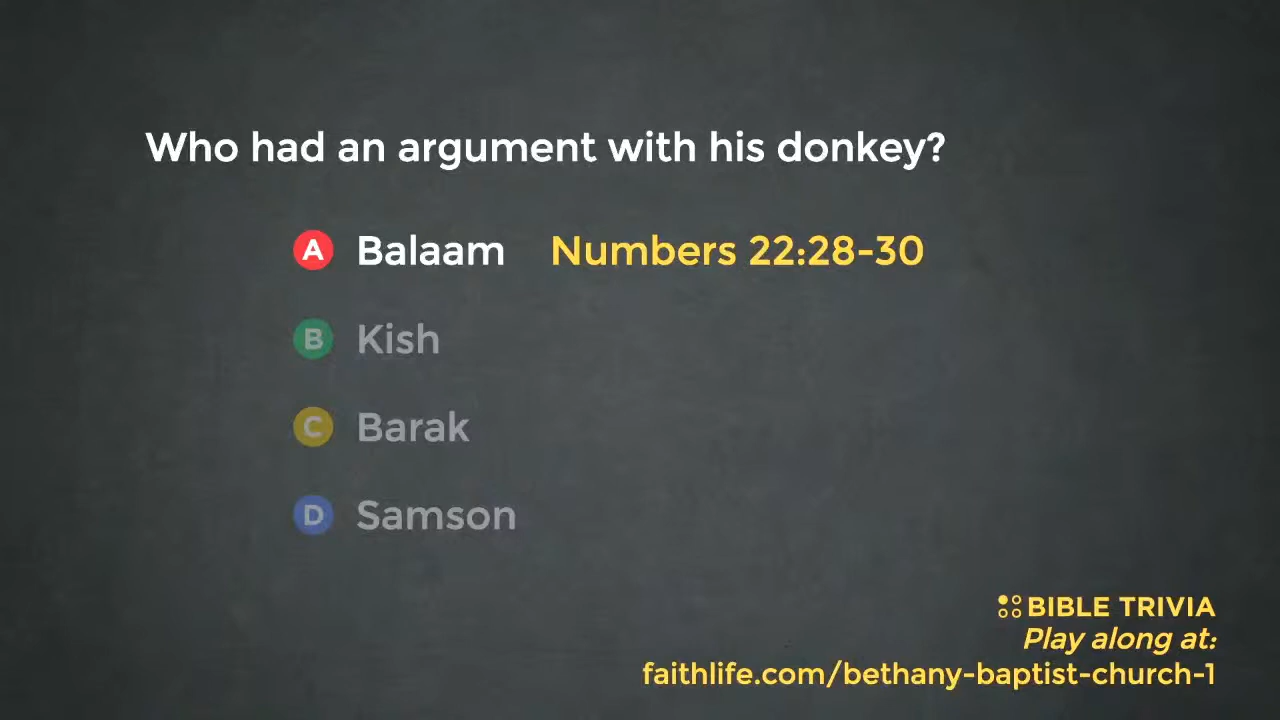 Who had an argument with his donkey?
A Balaam Numbers 22:28-30
B Kish
C Barak
D Samson
BIBLE TRIVIA
Play along at:
faithlife.com/bethany-baptist-church-1